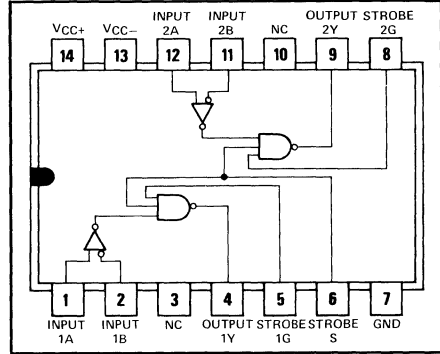 INPUT INPUT OUTPUT STROBE
VCC+ VCC− 2A 2B NC 2Y 2G
14 13 12 11 10 9 8
1 2 3 4 5 6 7
INPUT INPUT NC OUTPUT STROBE STROBE GND
1A 1B 1Y 1G S